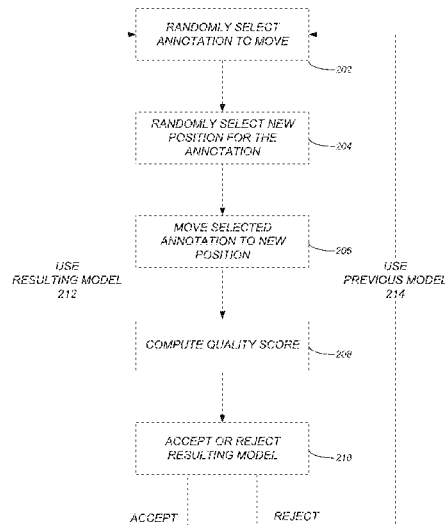 RANDOMLY SELECT
ANNOTATION TO MOVE
202
RANDOMLY SELECT NEW
POSITION FOR THE
ANNOTATION
204
MOVE SELECTED
ANNOTATION TO NEW
POSITION
206
USE
RESULTING MODEL
212
USE
PREVIOUS MODEL
214
COMPUTE QUALITY SCORE
208
ACCEPT OR REJECT
RESULTING MODEL
210
ACCEPT
REJECT